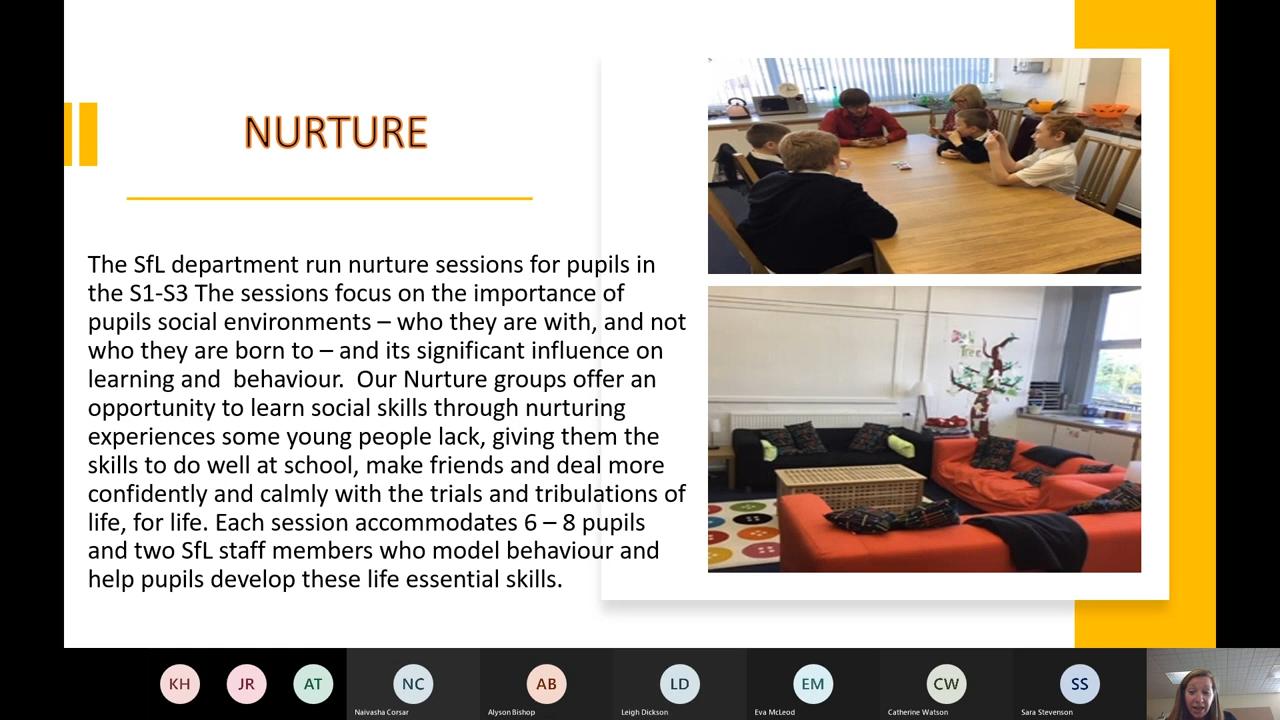 NURTURE
The SfL department run nurture sessions for pupils in
the S1-S3 The sessions focus on the importance of
pupils social environments – who they are with, and not
who they are born to – and its significant influence on
learning and  behaviour.  Our Nurture groups offer an
opportunity to learn social skills through nurturing
experiences some young people lack, giving them the
skills to do well at school, make friends and deal more
confidently and calmly with the trials and tribulations of
life, for life. Each session accommodates 6 – 8 pupils
and two SfL staff members who model behaviour and
help pupils develop these life essential skills.
Tree
KH
JR
AT
NC
AB
LD
EM
CW
SS
Naivasha Corsar
Alyson Bishop
Leigh Dickson
Eva McLeod
Catherine Watson
Sara Stevenson